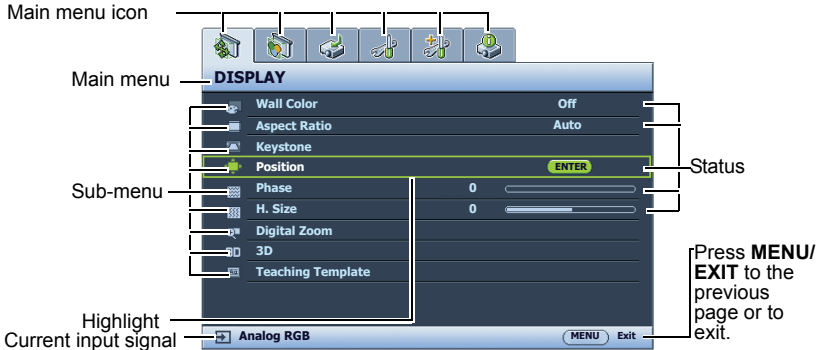 Main menu icon
Main menu
DISPLAY
Wall Color Off
Aspect Ratio Auto
Keystone
Position ENTER
Status
Sub-menu
Phase 0
H. Size 0
Digital Zoom
3D
Teaching Template
Press MENU/
EXIT to the
previous
page or to
exit.
Highlight
Current input signal
Analog RGB
MENU Exit